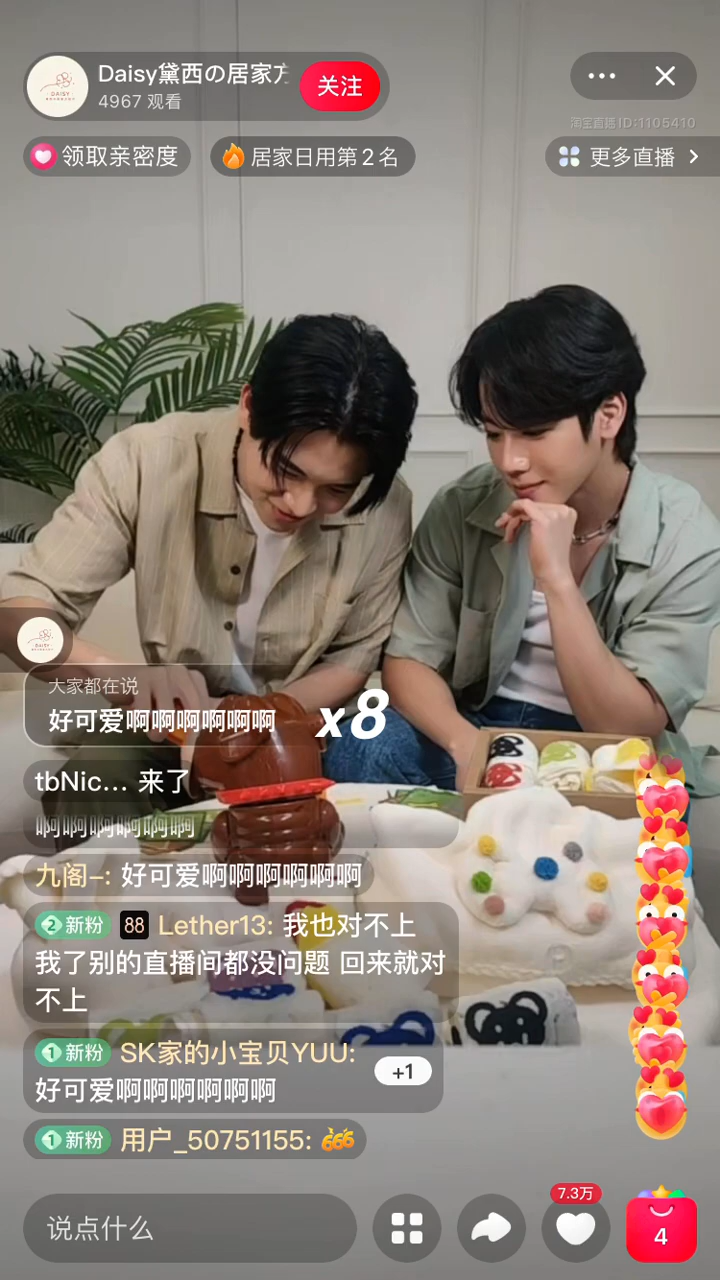 Daisy黛西の居家
4967 观看
关注
淘宝直播 ID:1105410
领取亲密度
居家日用第2名
更多直播
DAISY
大家都在说
好可爱啊啊啊啊啊啊
x8
tbNic... 来了
啊啊啊啊啊啊
九阁–: 好可爱啊啊啊啊啊啊
2 新粉 88 Lether13: 我也对不上
我了别的直播间都没问题 回来就对
不上
1 新粉 SK家的小宝贝YUU:
好可爱啊啊啊啊啊啊
+1
1 新粉 用户_50751155: 666
说点什么
7.3万
4